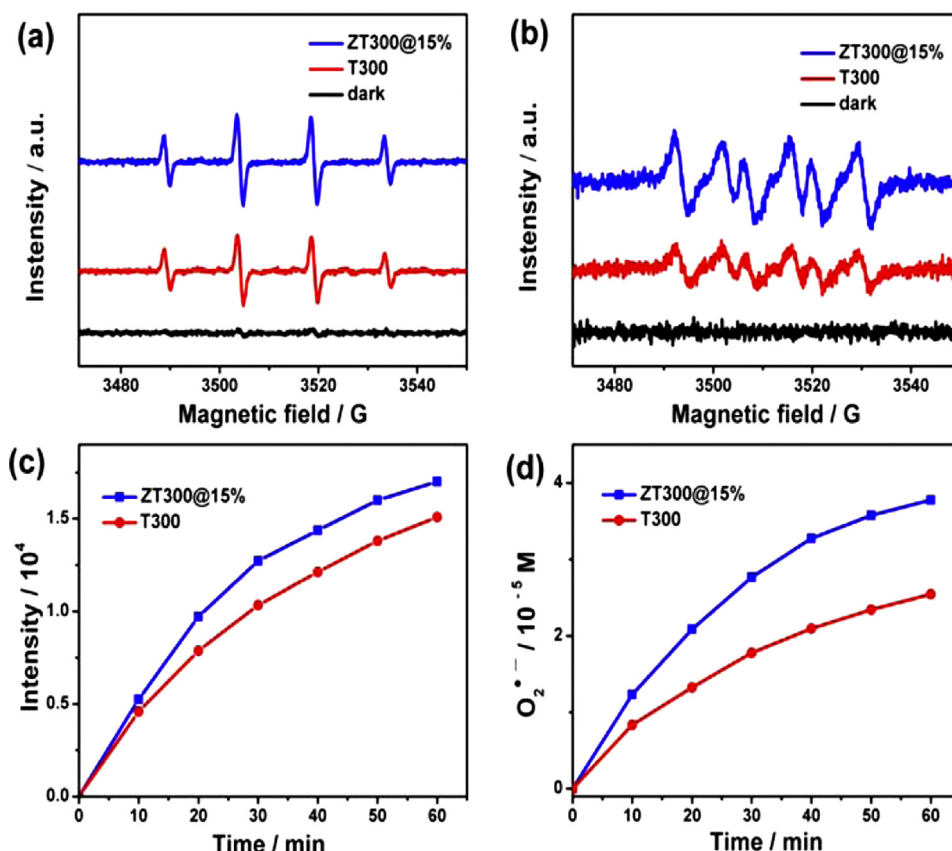 (a)
ZT300@15%
T300
dark
Instensity / a.u.
3480 3500 3520 3540
Magnetic field / G
(b)
ZT300@15%
T300
dark
Instensity / a.u.
3480 3500 3520 3540
Magnetic field / G
(c)
ZT300@15%
T300
Intensity / 10⁴
1.5
1.0
0.5
0.0
0 10 20 30 40 50 60
Time / min
(d)
ZT300@15%
T300
O₂•⁻ / 10⁻⁵ M
4
2
0
0 10 20 30 40 50 60
Time / min